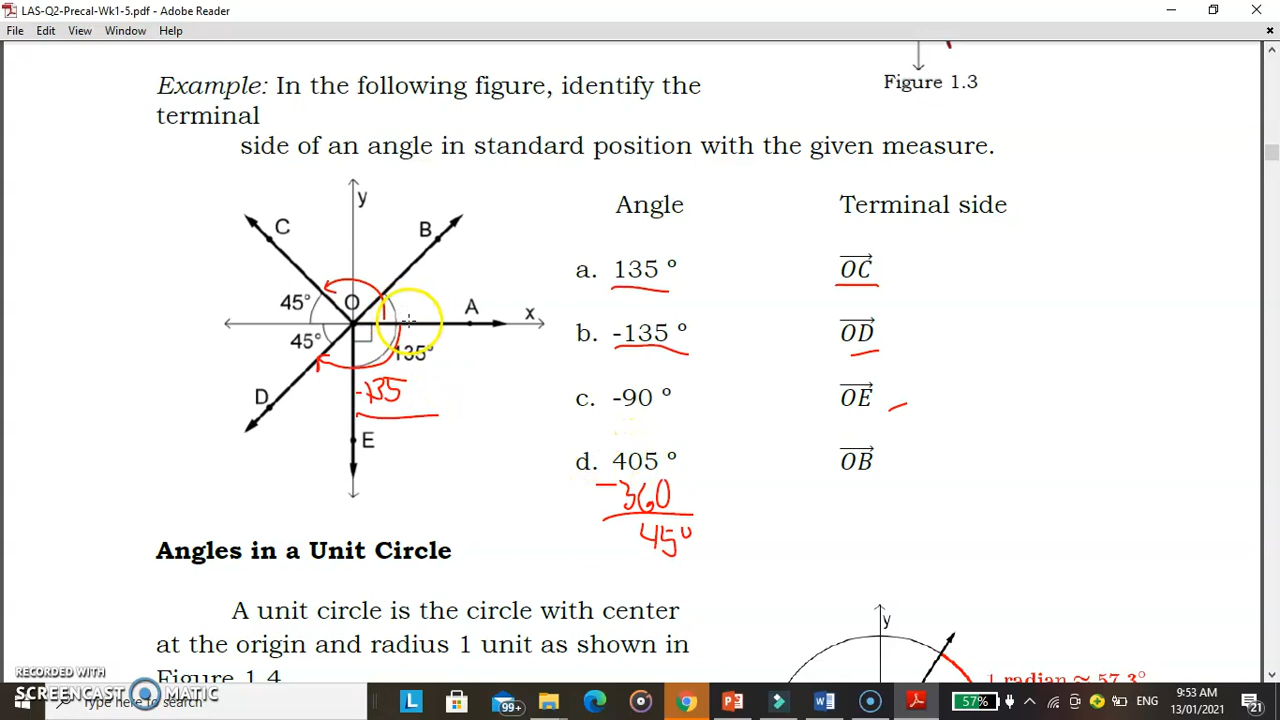 LAS-Q2-Precal-Wk1-5.pdf - Adobe Reader
File Edit View Window Help
Example: In the following figure, identify the
terminal
side of an angle in standard position with the given measure.
Figure 1.3
y
C
B
45°
O
A
x
45°
135°
D
-135
E
Angle Terminal side
a. 135 º OC
b. -135 º OD
c. -90 º OE
d. 405 º OB
-360
45º
Angles in a Unit Circle
A unit circle is the circle with center
at the origin and radius 1 unit as shown in
Figure 1.4
y
1 radian ≈ 57.3°
RECORDED WITH
SCREENCAST MATIC
Type here to search
99+
57%
ENG
9:53 AM
13/01/2021
21